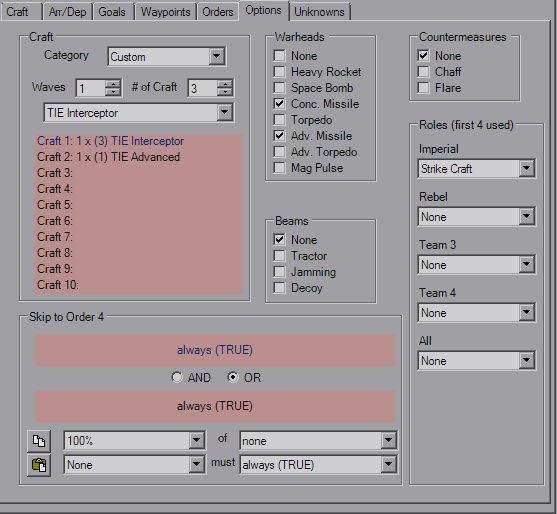 Craft Arr/Dep Goals Waypoints Orders Options Unknowns
Craft
Category Custom
Waves 1 # of Craft 3
TIE Interceptor
Craft 1: 1 x (3) TIE Interceptor
Craft 2: 1 x (1) TIE Advanced
Craft 3:
Craft 4:
Craft 5:
Craft 6:
Craft 7:
Craft 8:
Craft 9:
Craft 10:
Warheads
None
Heavy Rocket
Space Bomb
Conc. Missile
Torpedo
Adv. Missile
Adv. Torpedo
Mag Pulse
Beams
None
Tractor
Jamming
Decoy
Countermeasures
None
Chaff
Flare
Roles (first 4 used)
Imperial
Strike Craft
Rebel
None
Team 3
None
Team 4
None
All
None
Skip to Order 4
always (TRUE)
AND OR
always (TRUE)
100% of none
None must always (TRUE)